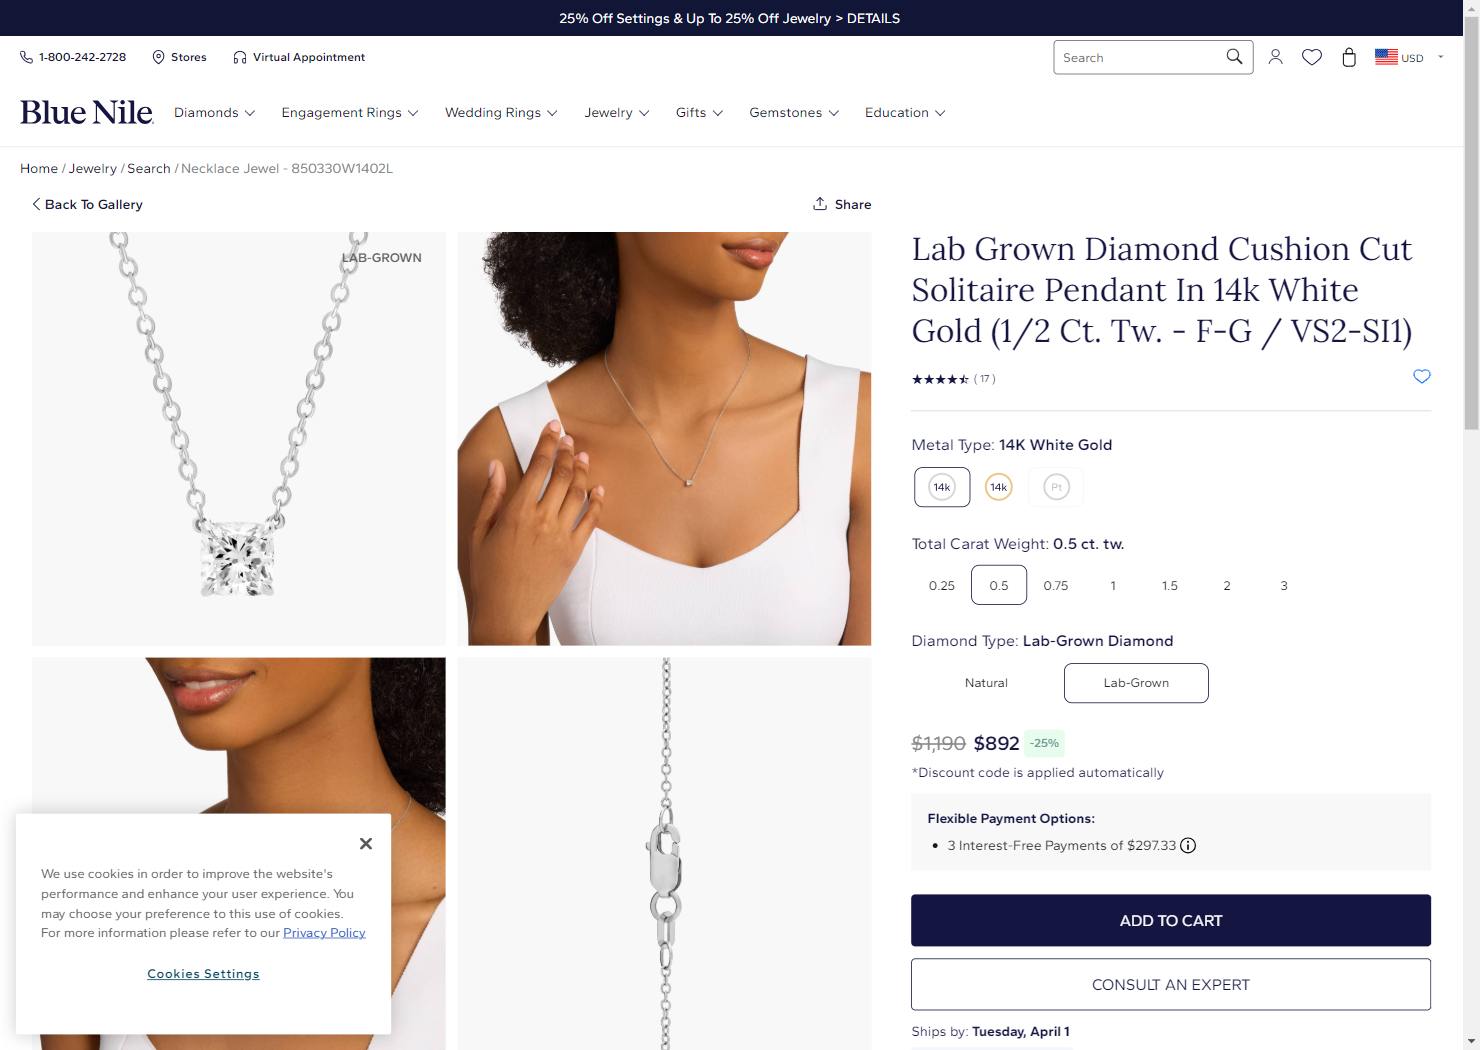 25% Off Settings & Up To 25% Off Jewelry > DETAILS
1-800-242-2728 Stores Virtual Appointment Search USD
Blue Nile Diamonds Engagement Rings Wedding Rings Jewelry Gifts Gemstones Education
Home / Jewelry / Search / Necklace Jewel - 850330W1402L
Back To Gallery Share
LAB-GROWN
Lab Grown Diamond Cushion Cut
Solitaire Pendant In 14k White
Gold (1/2 Ct. Tw. - F-G / VS2-SI1)
( 17 )
Metal Type: 14K White Gold
14k 14k Pt
Total Carat Weight: 0.5 ct. tw.
0.25 0.5 0.75 1 1.5 2 3
Diamond Type: Lab-Grown Diamond
Natural Lab-Grown
$1,190 $892 -25%
*Discount code is applied automatically
Flexible Payment Options:
• 3 Interest-Free Payments of $297.33
ADD TO CART
CONSULT AN EXPERT
Ships by: Tuesday, April 1
We use cookies in order to improve the website's
performance and enhance your user experience. You
may choose your preference to this use of cookies.
For more information please refer to our Privacy Policy
Cookies Settings